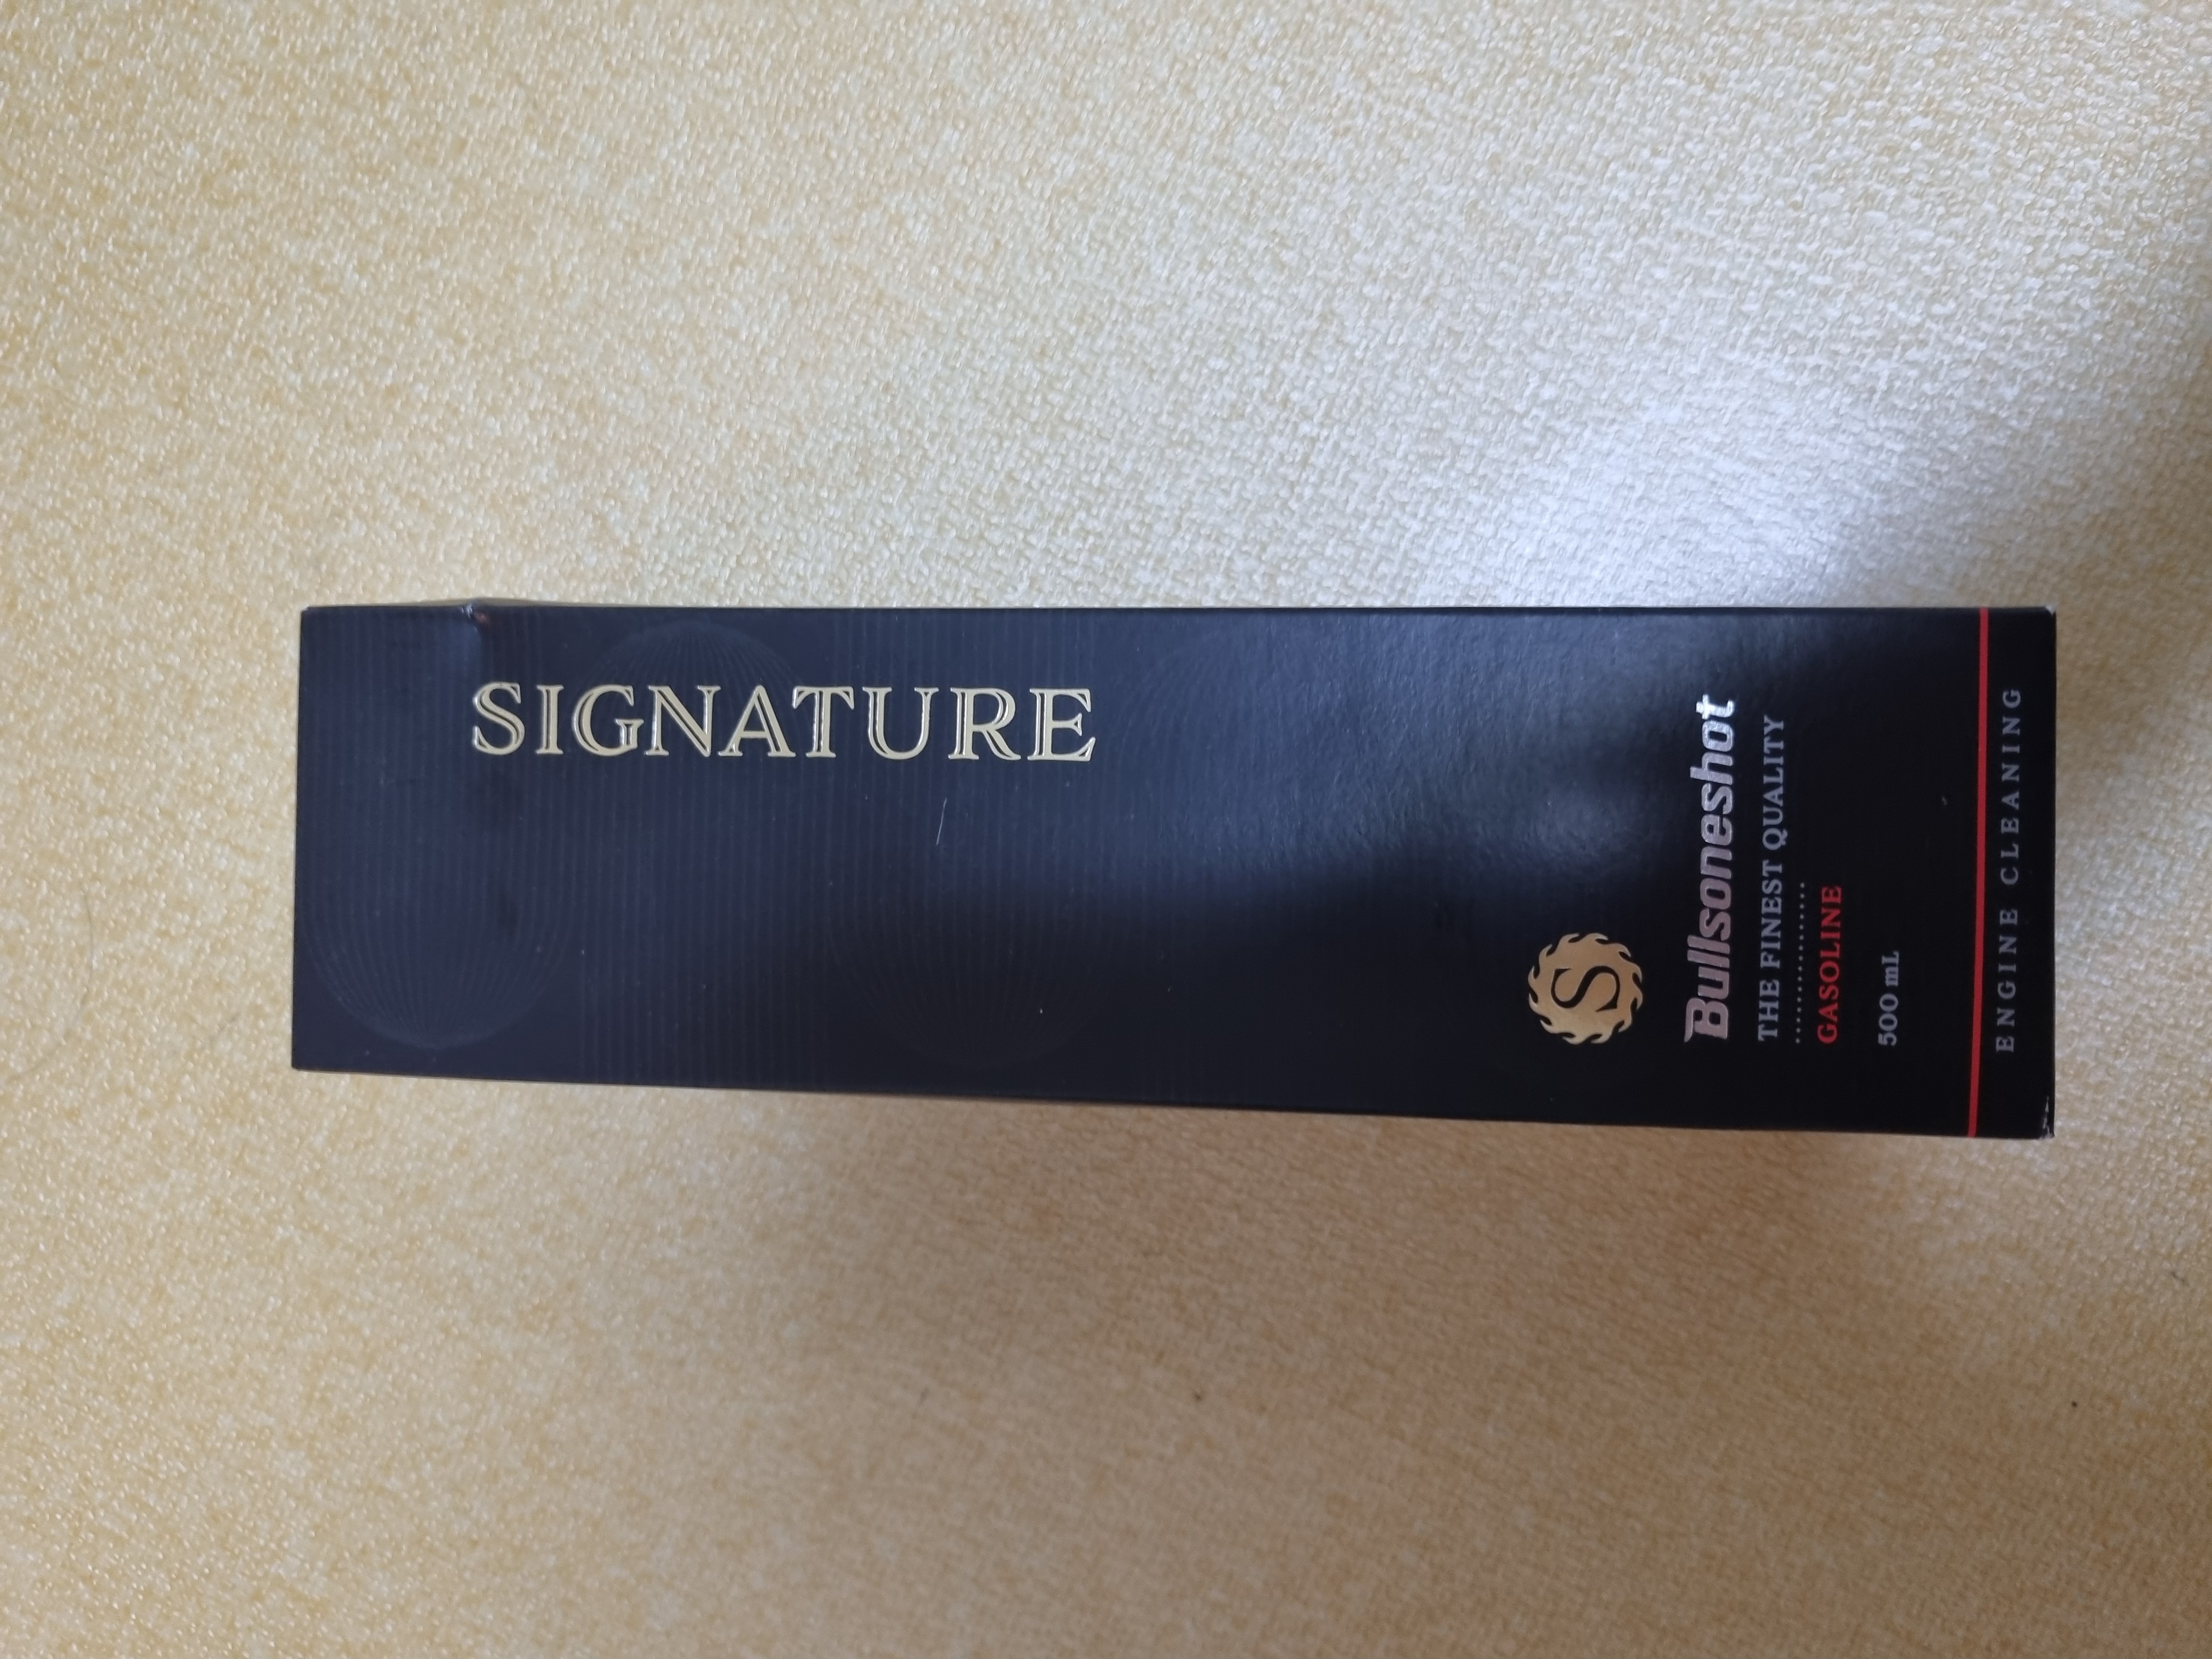 SIGNATURE
S
Bullsoneshot
THE FINEST QUALITY
GASOLINE
500 mL
ENGINE CLEANING